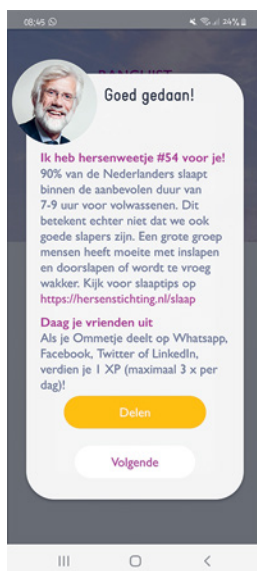 08:45
24%
RANGLIJST
Goed gedaan!
Ik heb hersenweetje #54 voor je!
90% van de Nederlanders slaapt
binnen de aanbevolen duur van
7-9 uur voor volwassenen. Dit
betekent echter niet dat we ook
goede slapers zijn. Een grote groep
mensen heeft moeite met inslapen
en doorslapen of wordt te vroeg
wakker. Kijk voor slaaptips op
https://hersenstichting.nl/slaap
Daag je vrienden uit
Als je Ommetje deelt op Whatsapp,
Facebook, Twitter of LinkedIn,
verdien je 1 XP (maximaal 3 x per
dag)!
Delen
Volgende